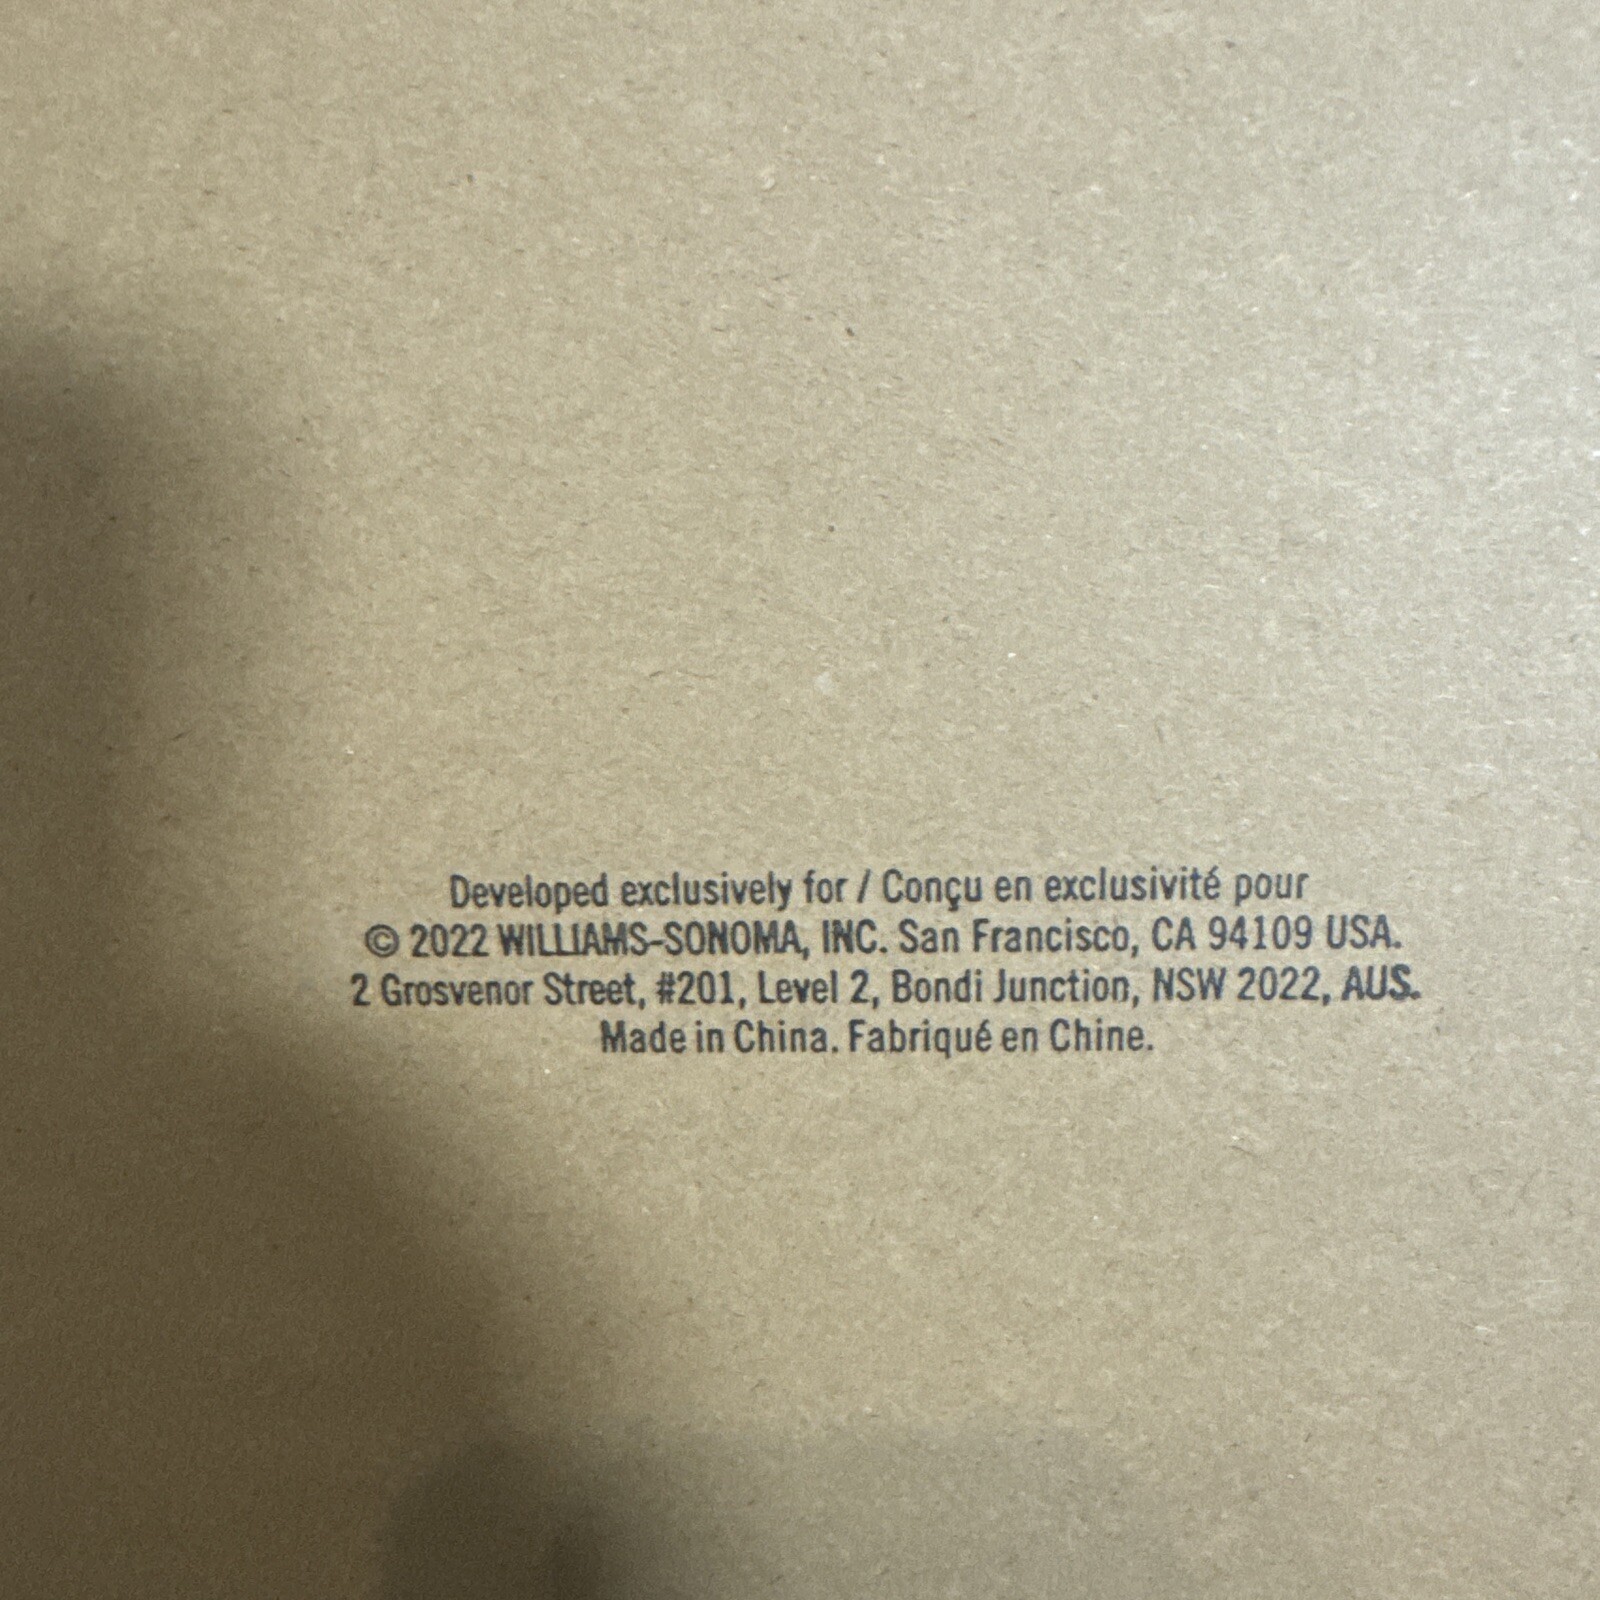 Developed exclusively for / Conçu en exclusivité pour
© 2022 WILLIAMS-SONOMA, INC. San Francisco, CA 94109 USA.
2 Grosvenor Street, #201, Level 2, Bondi Junction, NSW 2022, AUS.
Made in China. Fabriqué en Chine.